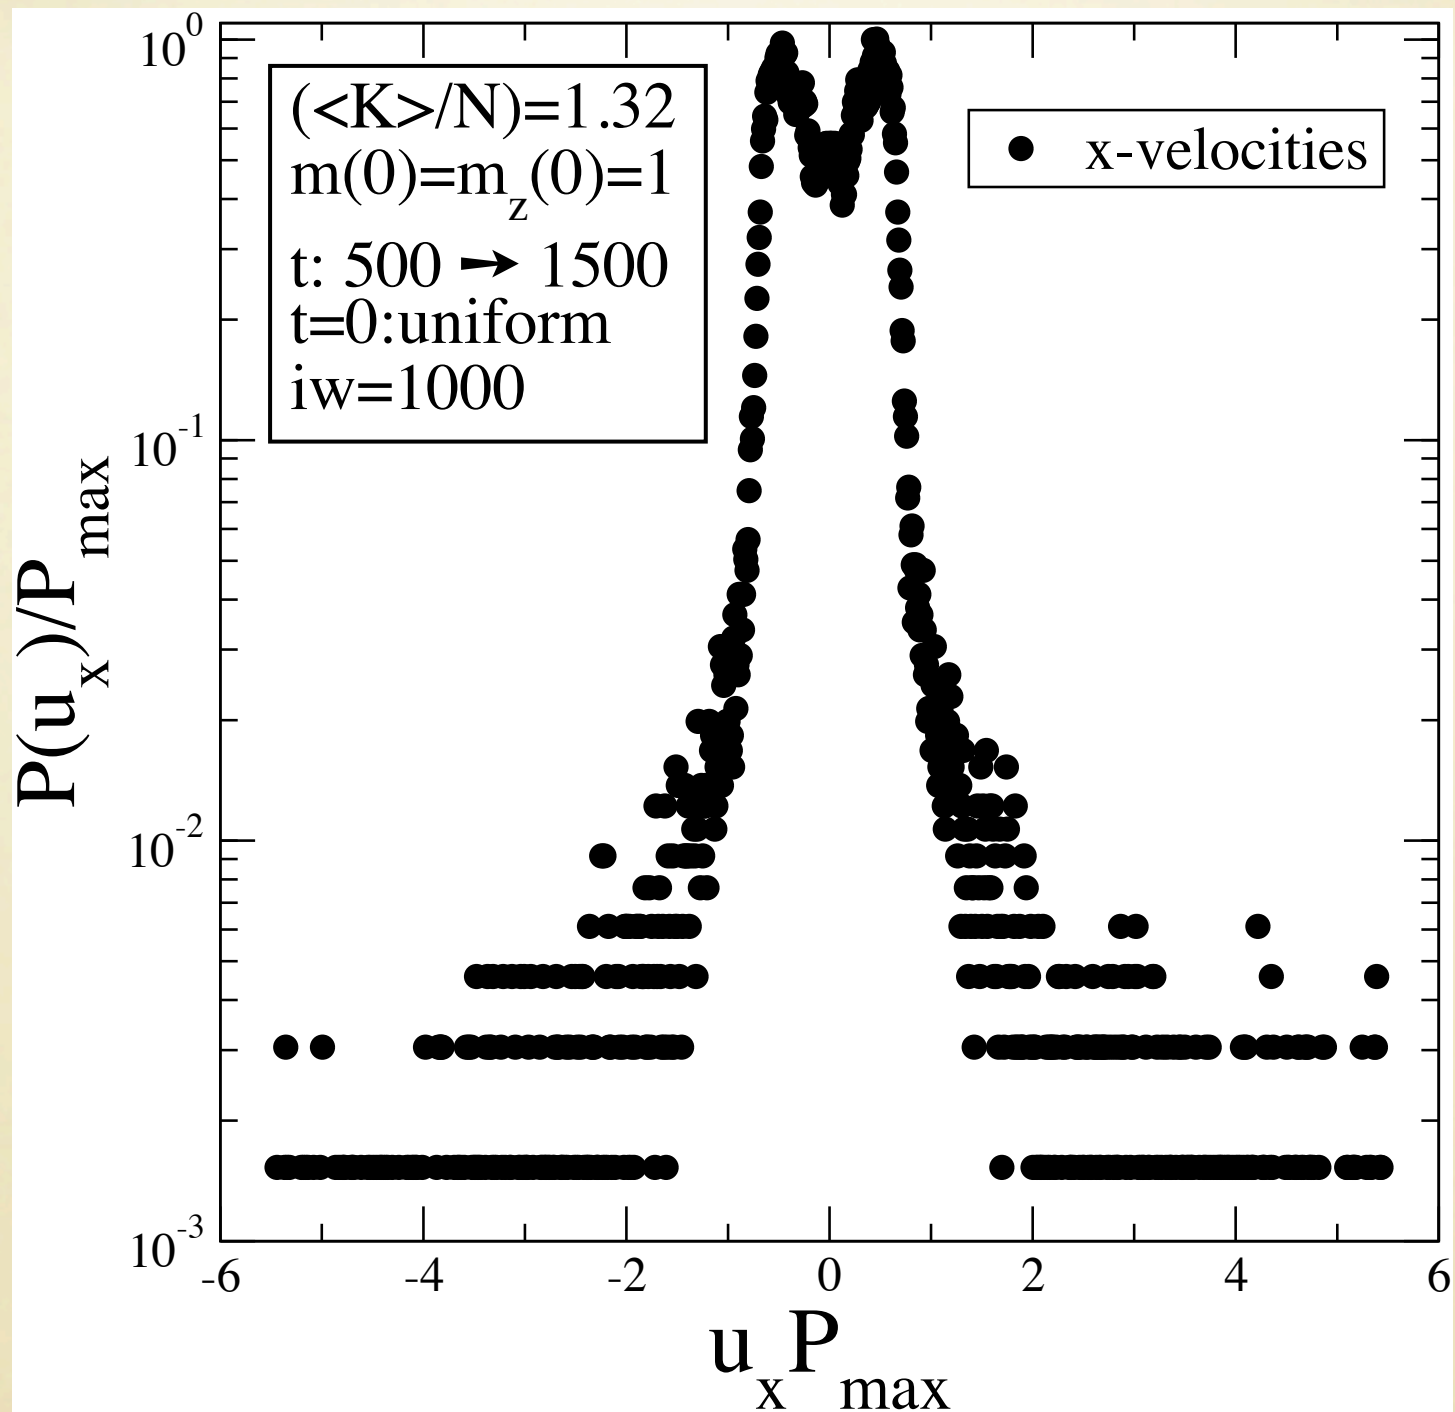 (<K>/N)=1.32
m(0)=m_z(0)=1
t: 500 → 1500
t=0:uniform
iw=1000
x-velocities
P(u_x)/P_max
10^0
10^-1
10^-2
10^-3
-6 -4 -2 0 2 4 6
u_x P_max